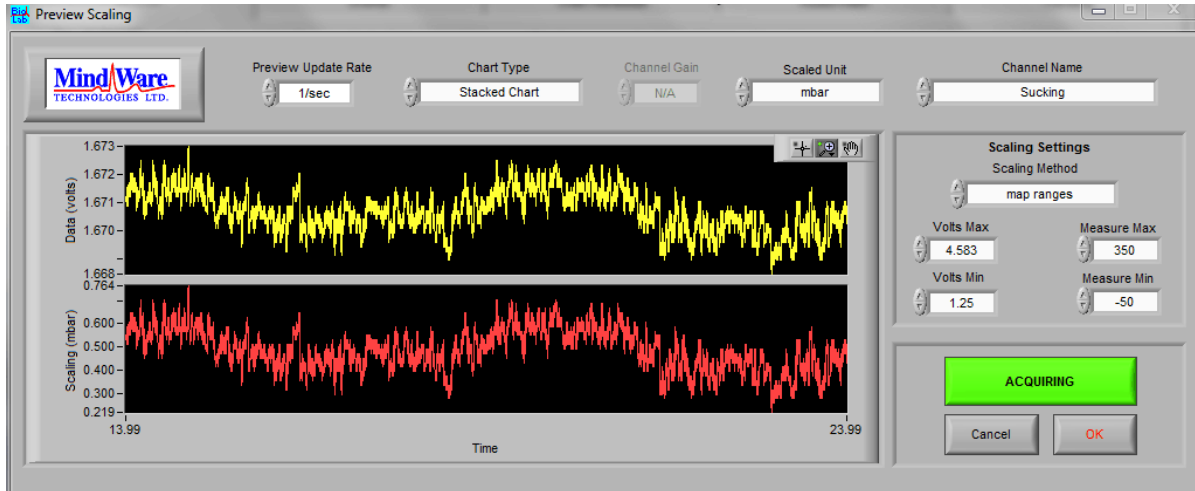 BioLab Preview Scaling
MindWare
TECHNOLOGIES LTD.
Preview Update Rate
1/sec
Chart Type
Stacked Chart
Channel Gain
N/A
Scaled Unit
mbar
Channel Name
Sucking
Data (volts)
1.673
1.672
1.671
1.670
1.668
Scaling (mbar)
0.764
0.600
0.500
0.400
0.300
0.219
13.99
23.99
Time
Scaling Settings
Scaling Method
map ranges
Volts Max
Measure Max
4.583
350
Volts Min
Measure Min
1.25
-50
ACQUIRING
Cancel
OK